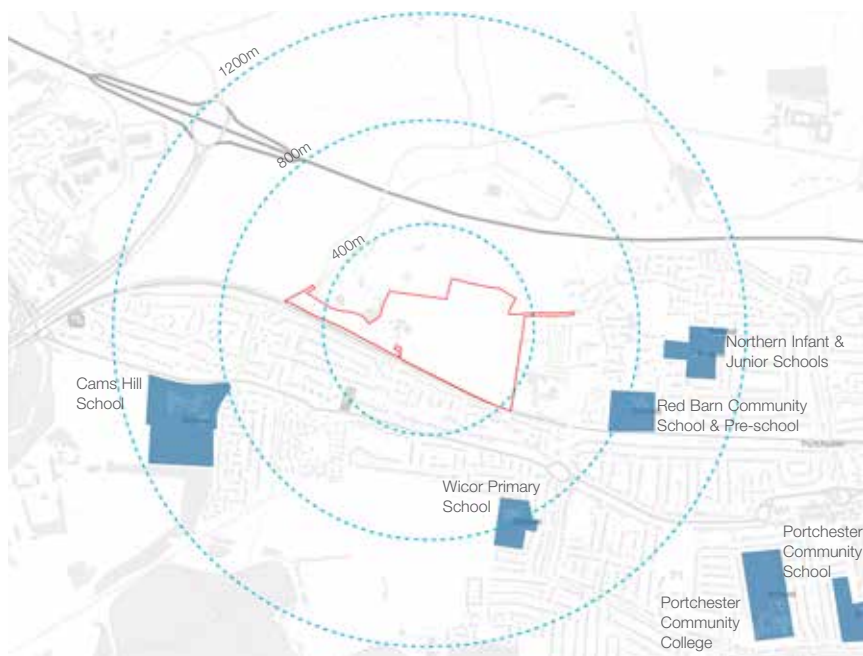 1200m
800m
400m
Northern Infant &
Junior Schools
Cams Hill
School
Red Barn Community
School & Pre-school
Wicor Primary
School
Portchester
Community
School
Portchester
Community
College